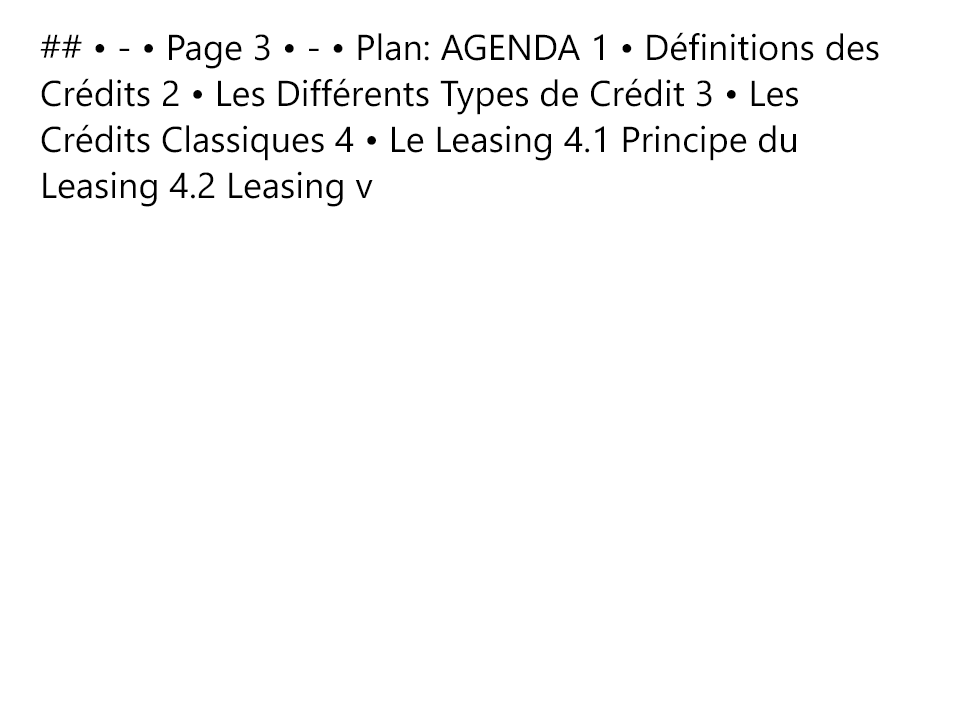 ## • - • Page 3 • - • Plan: AGENDA 1 • Définitions des
Crédits 2 • Les Différents Types de Crédit 3 • Les
Crédits Classiques 4 • Le Leasing 4.1 Principe du
Leasing 4.2 Leasing v